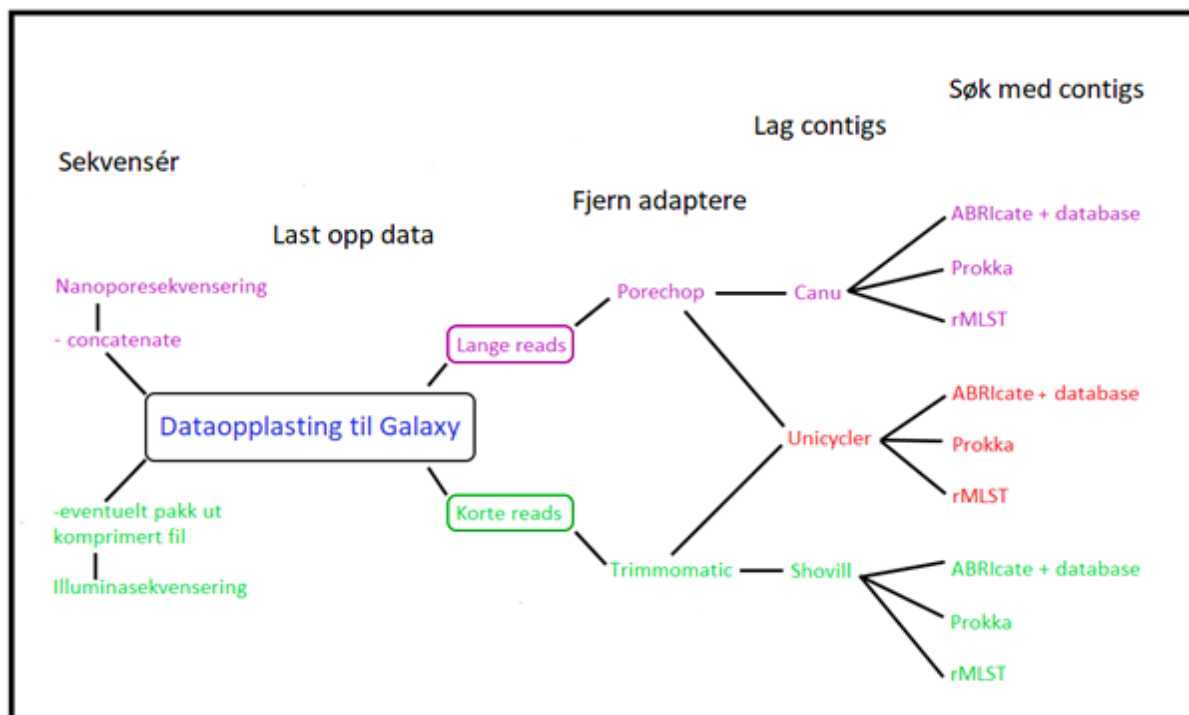 Søk med contigs
Lag contigs
Sekvensér
Fjern adaptere
Last opp data
Nanoporesekvensering
- concatenate
Dataopplasting til Galaxy
-eventuelt pakk ut
komprimert fil
Illuminasekvensering
Lange reads
Korte reads
Porechop
Trimmomatic
Canu
Unicycler
Shovill
ABRIcate + database
Prokka
rMLST
ABRIcate + database
Prokka
rMLST
ABRIcate + database
Prokka
rMLST